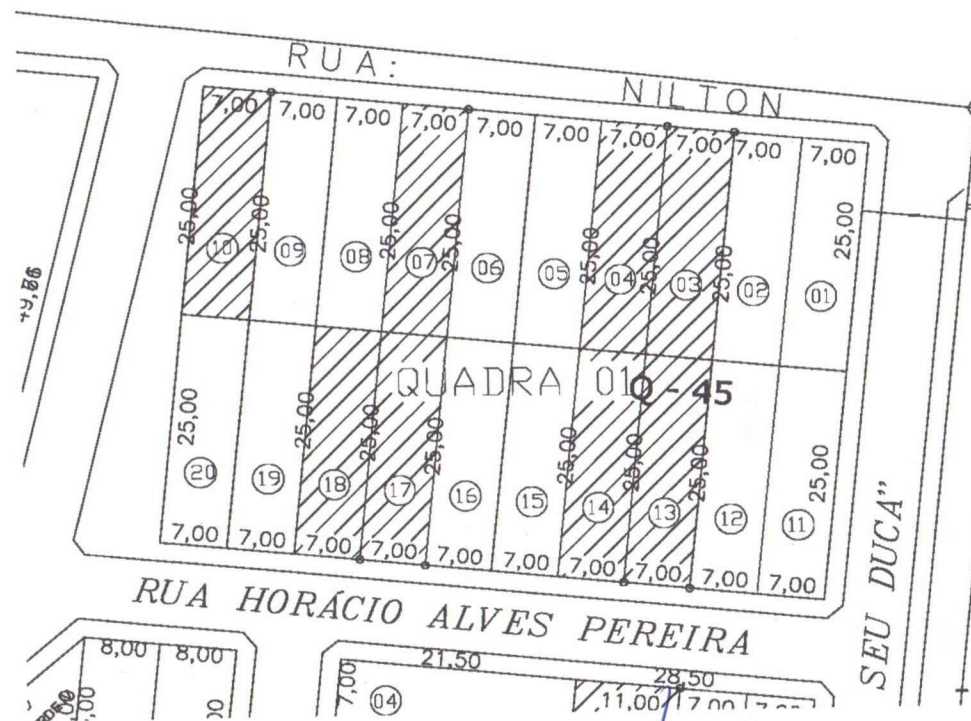 RUA: NILTON
7,00 7,00 7,00 7,00 7,00 7,00 7,00 7,00 7,00 7,00
25,00 25,00 25,00 25,00 25,00 25,00 25,00 25,00
10 09 08 07 06 05 04 03 02 01
QUADRA 01 Q - 45
25,00 25,00 25,00 25,00 25,00 25,00 25,00 25,00
20 19 18 17 16 15 14 13 12 11
7,00 7,00 7,00 7,00 7,00 7,00 7,00 7,00 7,00 7,00
RUA HORÁCIO ALVES PEREIRA
SEU DUCA"
8,00 8,00
21,50 28,50
7,00 04 11,00 7,00